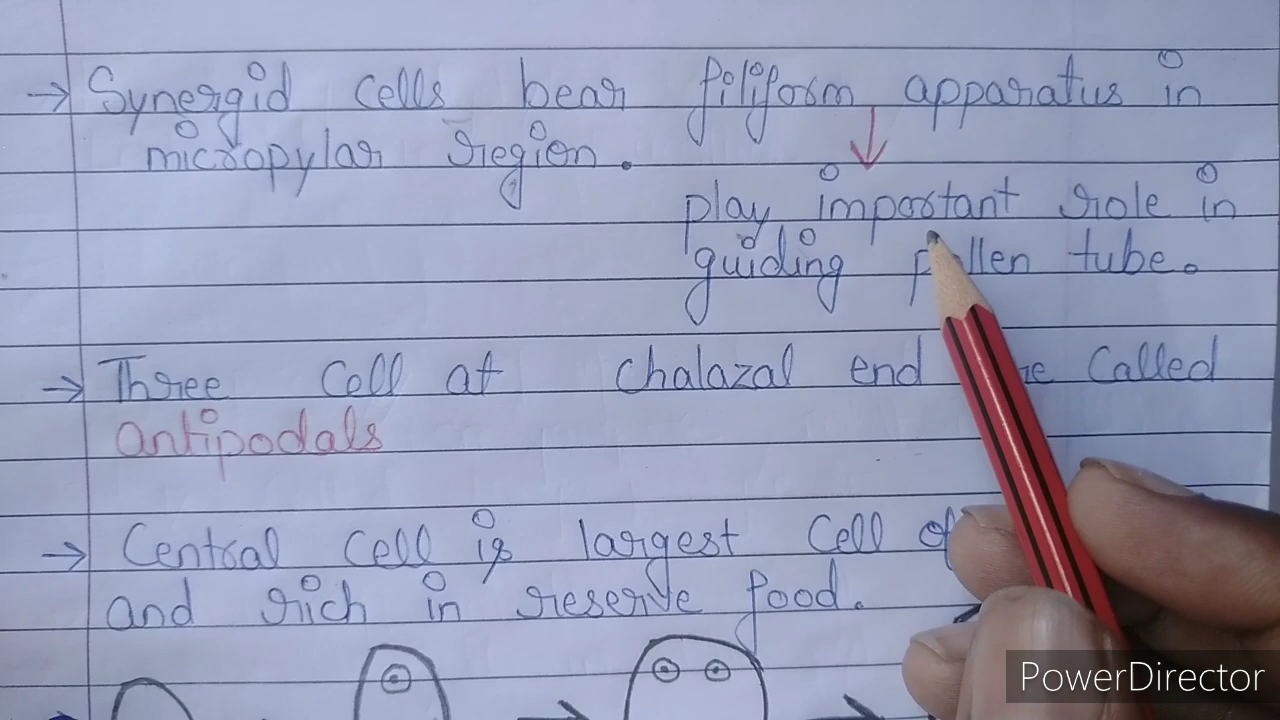 → Synergid cells bear filiform apparatus in
micropylar region.
play important role in
guiding pollen tube.
→ Three cell at chalazal end called
antipodals
→ Central cell is largest cell of
and rich in reserve food.
PowerDirector